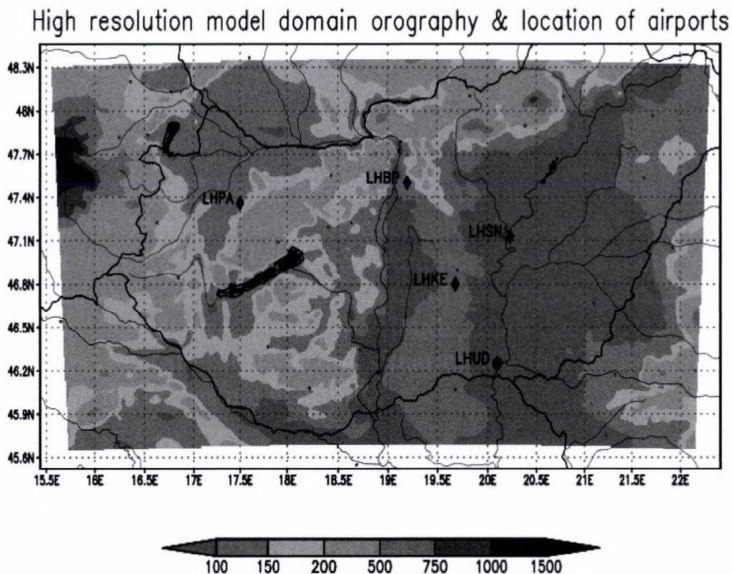 High resolution model domain orography & location of airports
48.3N
48N
47.7N
47.4N
47.1N
46.8N
46.5N
46.2N
45.9N
45.6N
LHBP
LHPA
LHSN
LHKE
LHUD
15.5E 16E 16.5E 17E 17.5E 18E 18.5E 19E 19.5E 20E 20.5E 21E 21.5E 22E
100 150 200 500 750 1000 1500